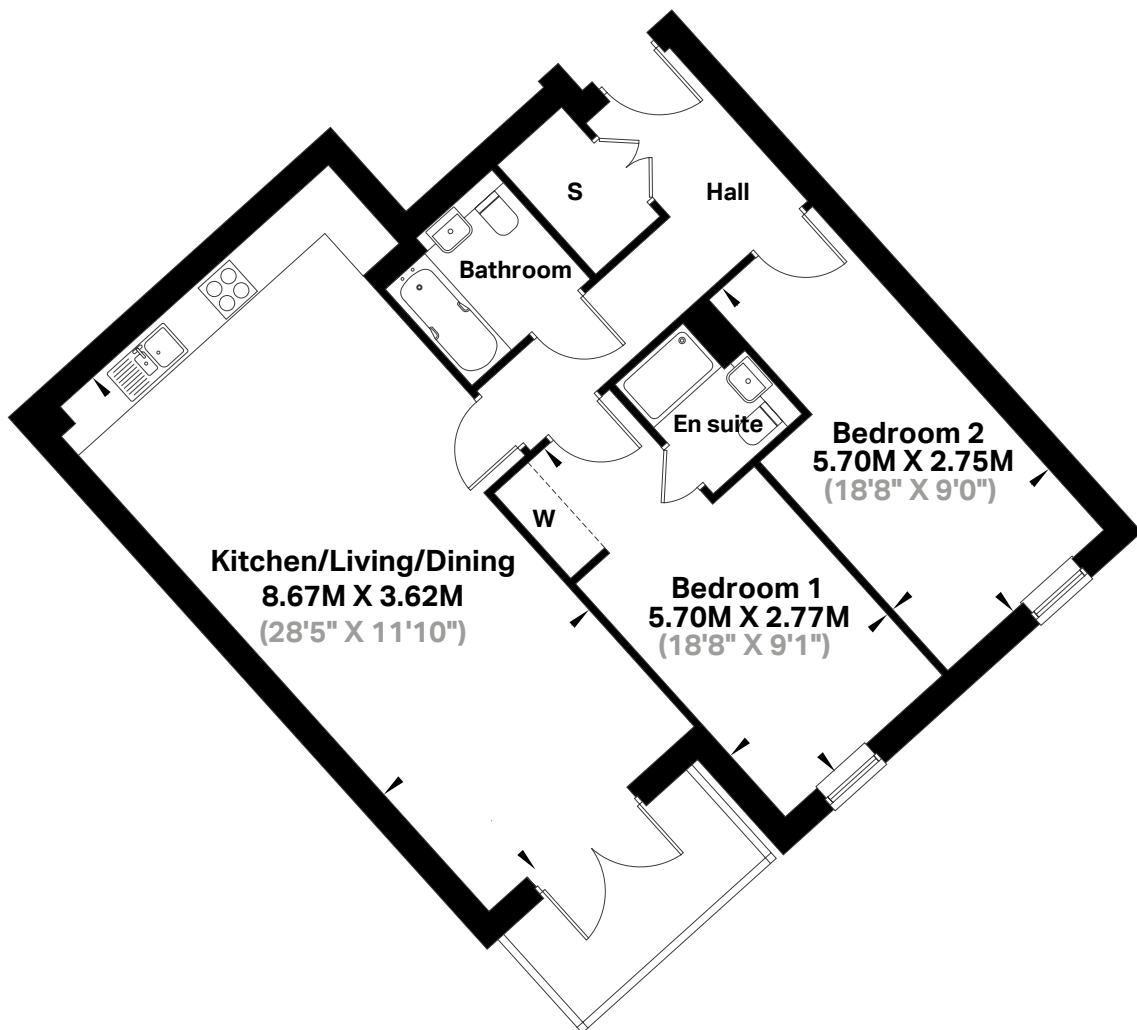 S
Hall
Bathroom
En suite
Bedroom 2
5.70M X 2.75M
(18'8" X 9'0")
W
Kitchen/Living/Dining
8.67M X 3.62M
(28'5" X 11'10")
Bedroom 1
5.70M X 2.77M
(18'8" X 9'1")